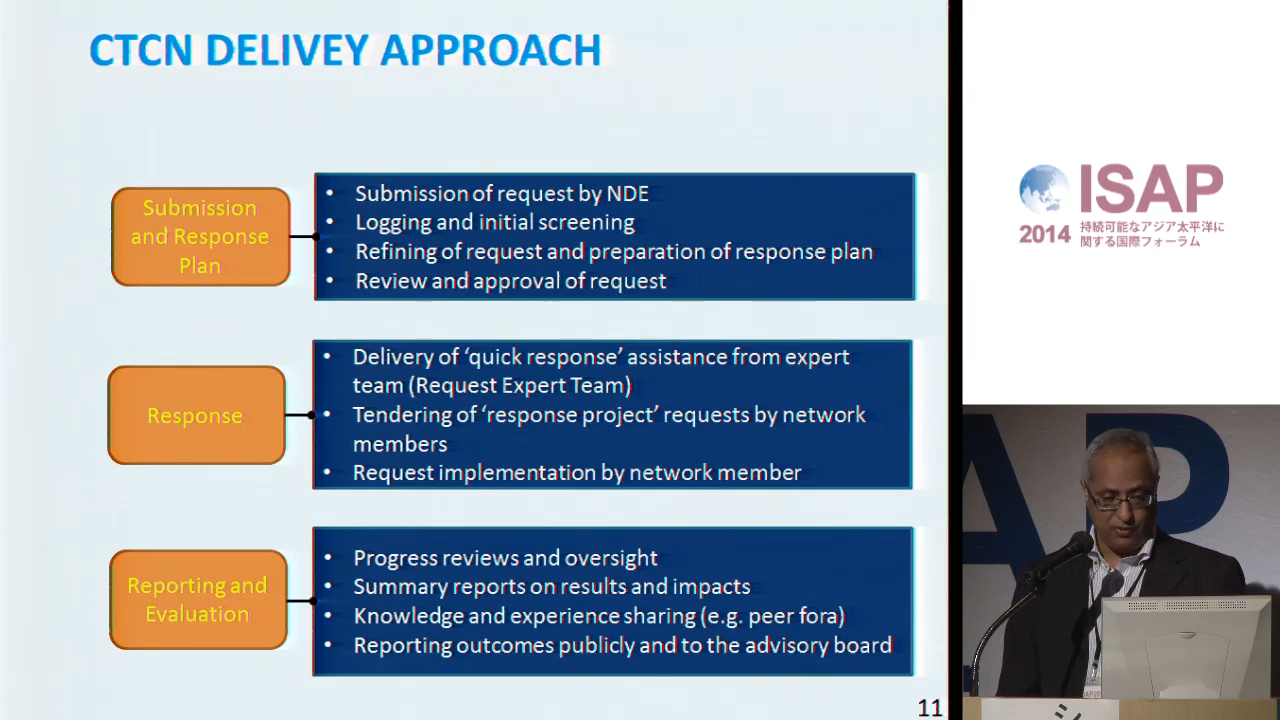 CTCN DELIVEY APPROACH
Submission
and Response
Plan
• Submission of request by NDE
• Logging and initial screening
• Refining of request and preparation of response plan
• Review and approval of request
Response
• Delivery of ‘quick response’ assistance from expert
team (Request Expert Team)
• Tendering of ‘response project’ requests by network
members
• Request implementation by network member
Reporting and
Evaluation
• Progress reviews and oversight
• Summary reports on results and impacts
• Knowledge and experience sharing (e.g. peer fora)
• Reporting outcomes publicly and to the advisory board
11
ISAP
2014
持続可能なアジア太平洋に
関する国際フォーラム
AP